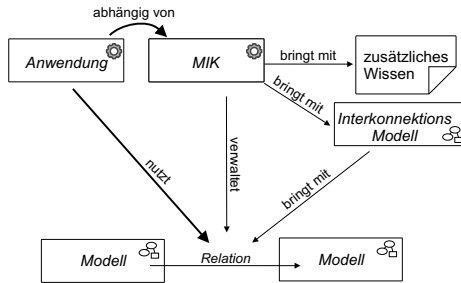 abhängig von
Anwendung
MIK
bringt mit
zusätzliches
Wissen
bringt mit
Interkonnektions
Modell
nutzt
verwaltet
bringt mit
Modell
Relation
Modell